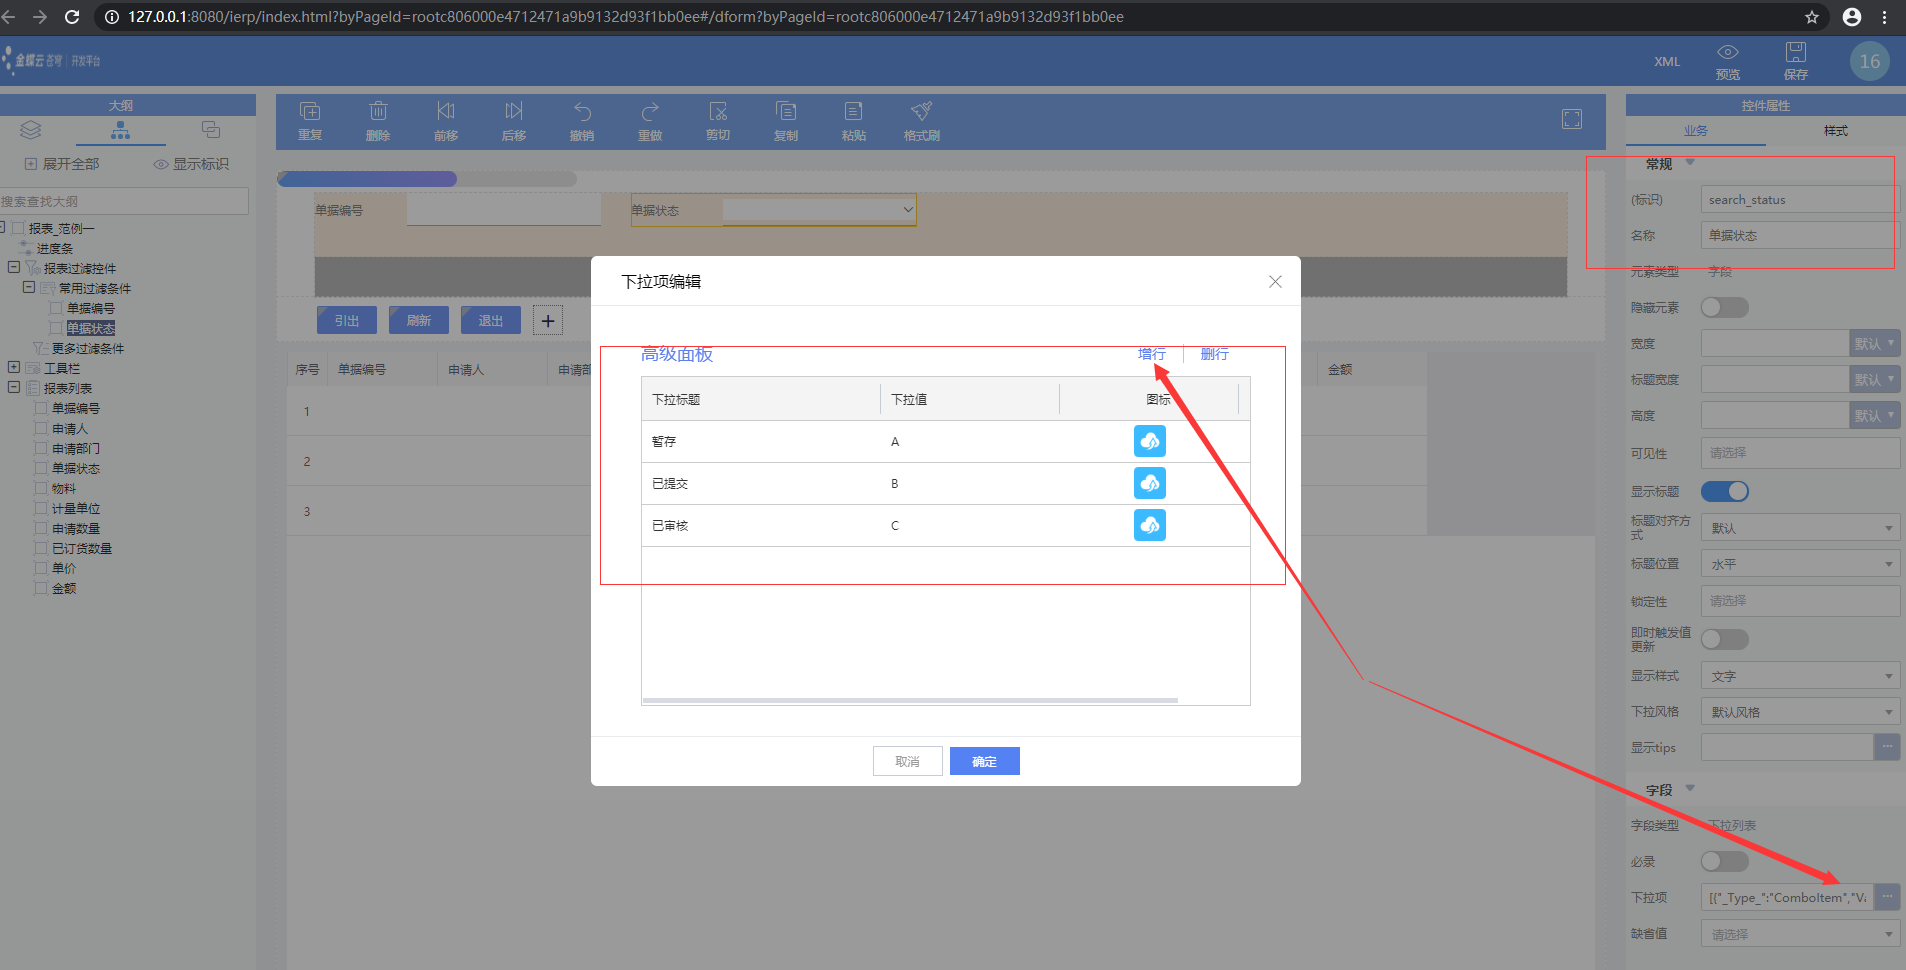 127.0.0.1:8080/ierp/index.html?byPageId=rootc806000e4712471a9b9132d93f1bb0ee#/dform?byPageId=rootc806000e4712471a9b9132d93f1bb0ee
金蝶云 苍穹 | 开发平台
XML
预览
保存
16
大纲
展开全部
显示标识
搜索查找大纲
报表_范例一
进度条
报表过滤控件
常用过滤条件
单据编号
单据状态
更多过滤条件
工具栏
报表列表
单据编号
申请人
申请部门
单据状态
物料
计量单位
申请数量
已订货数量
单价
金额
重复
删除
前移
后移
撤销
重做
剪切
复制
粘贴
格式刷
单据编号
单据状态
引出
刷新
退出
序号
单据编号
申请人
申请部
金额
1
2
3
下拉项编辑
高级面板
增行
删行
下拉标题
下拉值
图标
暂存
A
已提交
B
已审核
C
取消
确定
控件属性
业务
样式
常规
(标识)
search_status
名称
单据状态
元素类型
字段
隐藏元素
宽度
默认
标题宽度
默认
高度
默认
可见性
请选择
显示标题
标题对齐方式
默认
标题位置
水平
锁定性
请选择
即时触发值更新
显示样式
文字
下拉风格
默认风格
显示tips
...
字段
字段类型
下拉列表
必录
下拉项
[{"_Type_":"ComboItem","Va
...
缺省值
请选择